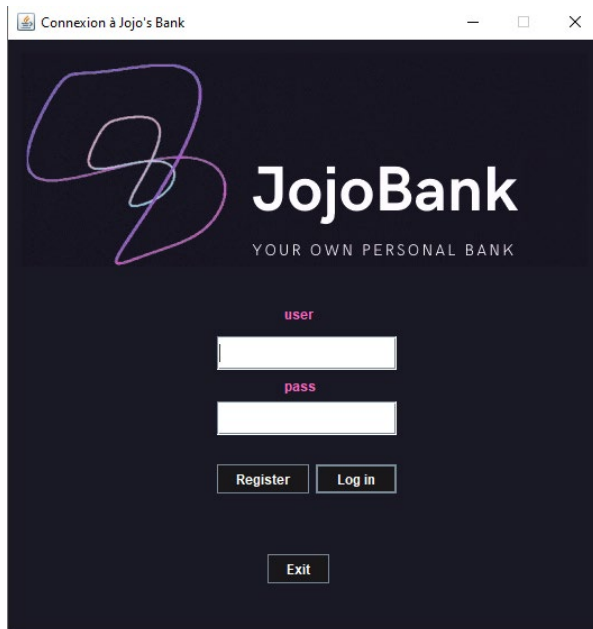 Connexion à Jojo's Bank
JojoBank
YOUR OWN PERSONAL BANK
user
pass
Register Log in
Exit